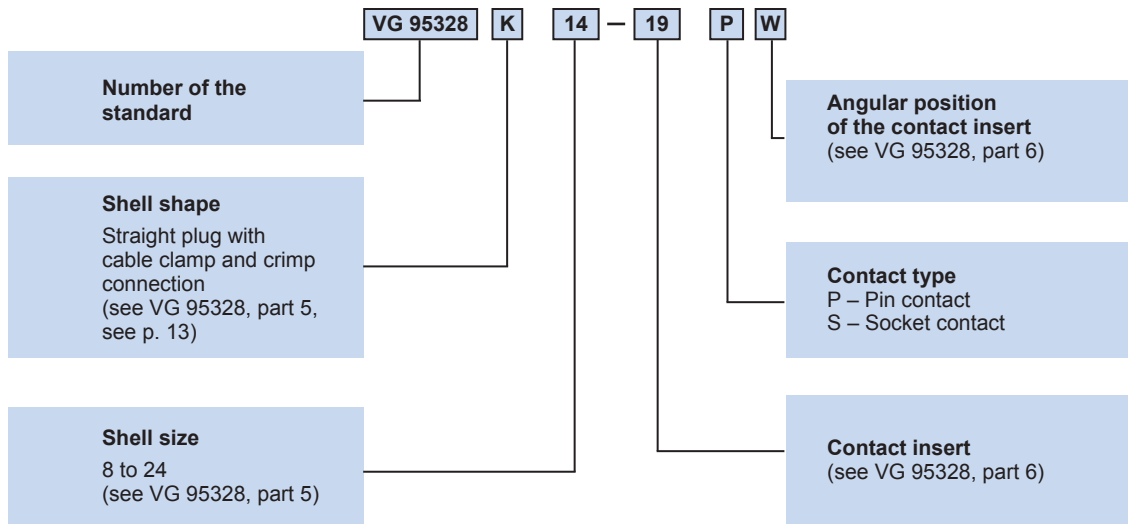 VG 95328 K 14 – 19 P W
Number of the
standard
Shell shape
Straight plug with
cable clamp and crimp
connection
(see VG 95328, part 5,
see p. 13)
Shell size
8 to 24
(see VG 95328, part 5)
Angular position
of the contact insert
(see VG 95328, part 6)
Contact type
P – Pin contact
S – Socket contact
Contact insert
(see VG 95328, part 6)